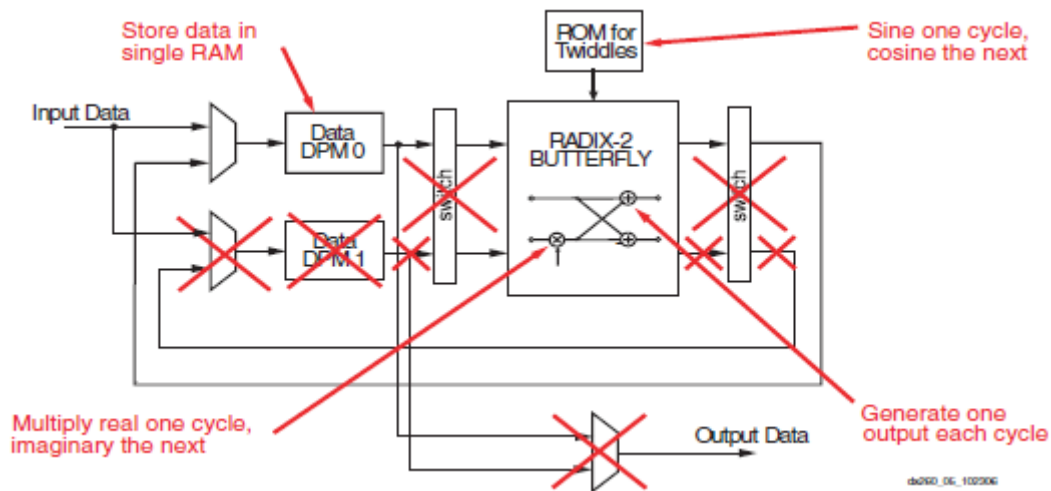 Store data in
single RAM
ROM for
Twiddles
Sine one cycle,
cosine the next
Input Data
Data
DPM 0
switch
RADIX-2
BUTTERFLY
switch
Data
DPM 1
Multiply real one cycle,
imaginary the next
Generate one
output each cycle
Output Data
ds260_05_102306